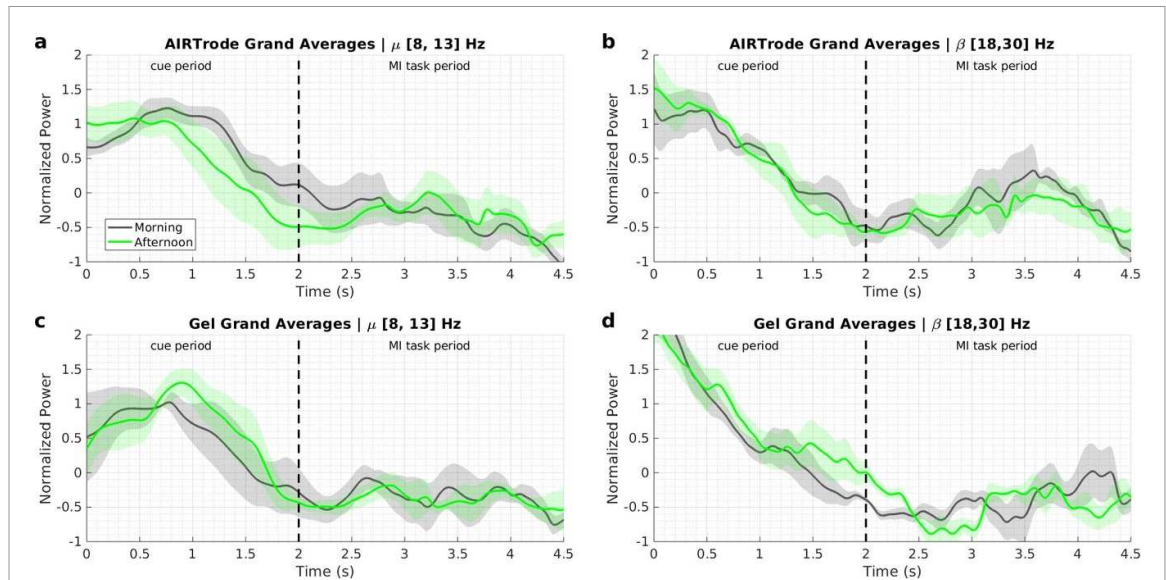 a
AIRTrode Grand Averages | μ [8, 13] Hz
cue period
MI task period
2
1.5
1
0.5
0
-0.5
-1
Normalized Power
Morning
Afternoon
0 0.5 1 1.5 2 2.5 3 3.5 4 4.5
Time (s)
b
AIRTrode Grand Averages | β [18,30] Hz
cue period
MI task period
2
1.5
1
0.5
0
-0.5
-1
Normalized Power
0 0.5 1 1.5 2 2.5 3 3.5 4 4.5
Time (s)
c
Gel Grand Averages | μ [8, 13] Hz
cue period
MI task period
2
1.5
1
0.5
0
-0.5
-1
Normalized Power
0 0.5 1 1.5 2 2.5 3 3.5 4 4.5
Time (s)
d
Gel Grand Averages | β [18,30] Hz
cue period
MI task period
2
1.5
1
0.5
0
-0.5
-1
Normalized Power
0 0.5 1 1.5 2 2.5 3 3.5 4 4.5
Time (s)